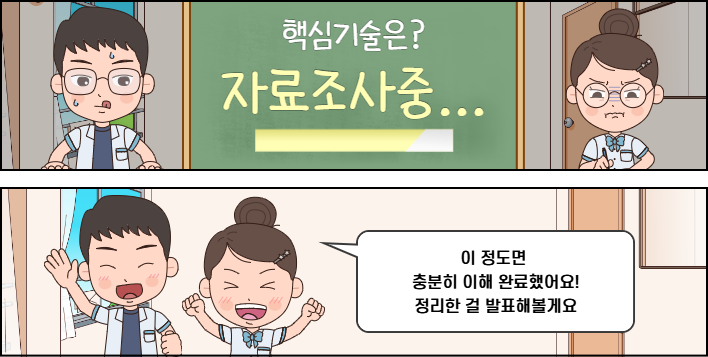 핵심기술은?
자료조사중...
이 정도면
충분히 이해 완료했어요!
정리한 걸 발표해볼게요